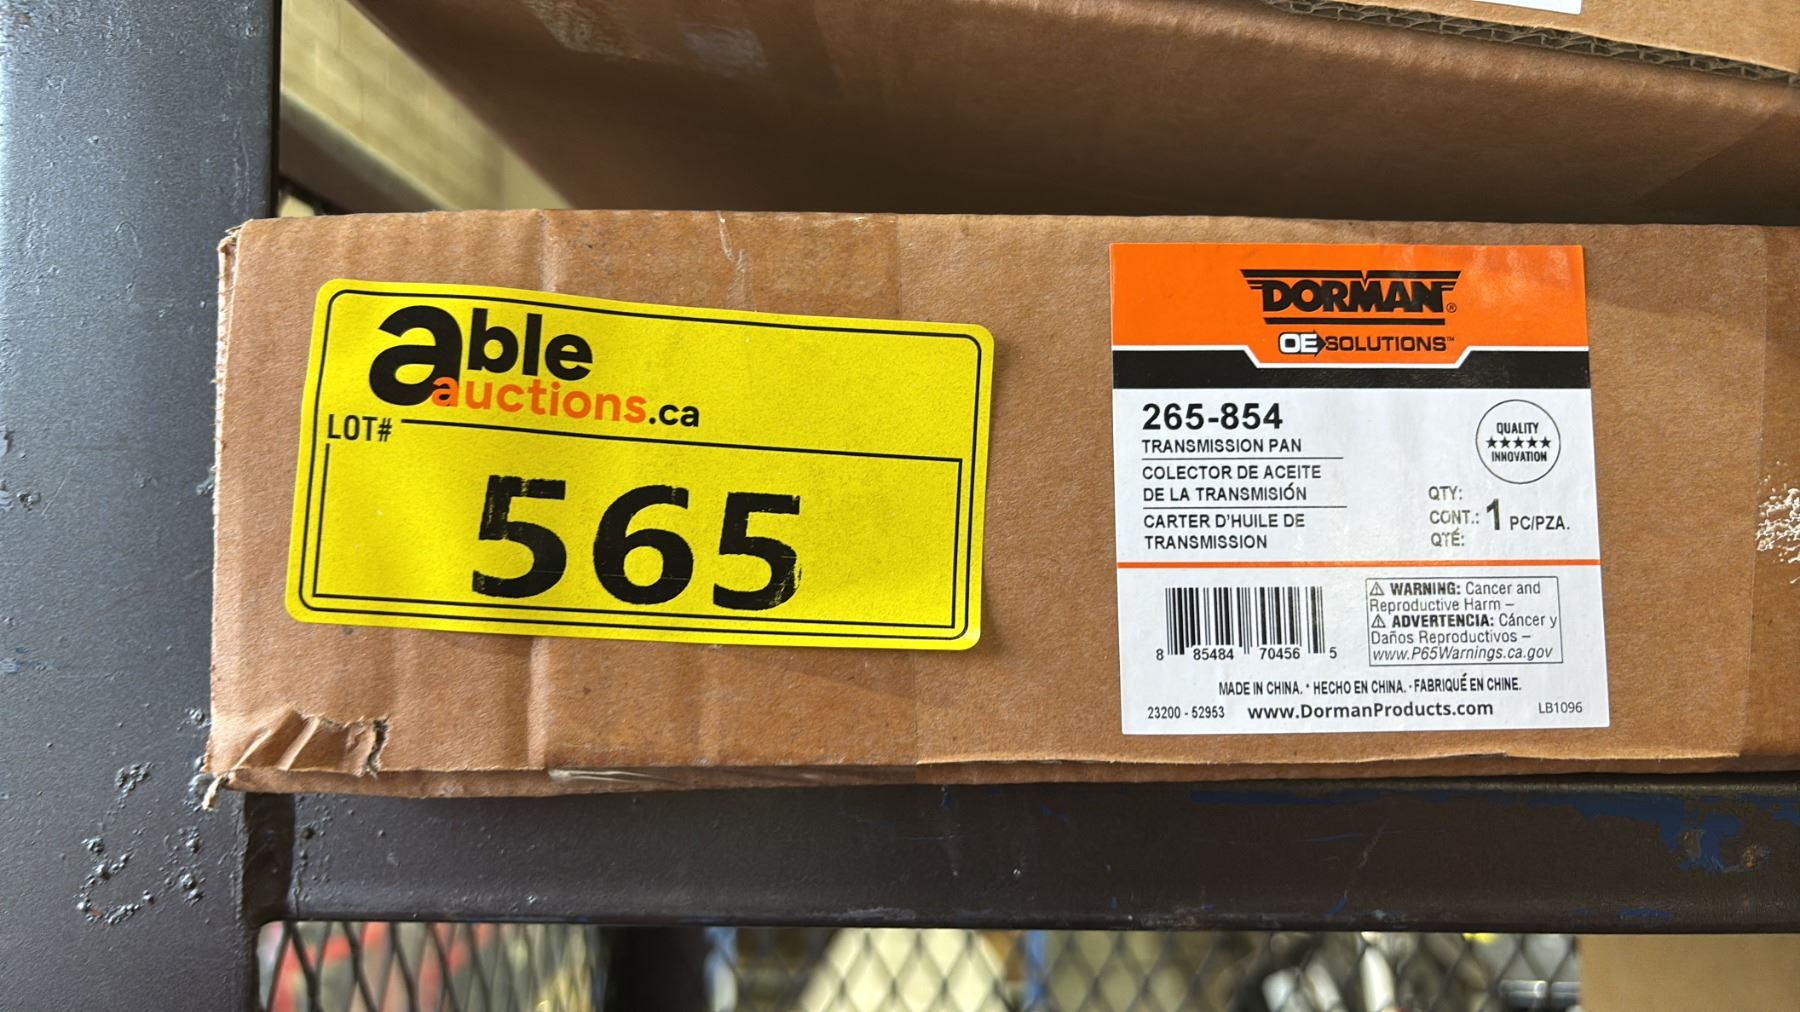 able
auctions.ca
LOT#
565
DORMAN®
OE SOLUTIONS™
265-854
TRANSMISSION PAN
COLECTOR DE ACEITE
DE LA TRANSMISIÓN
CARTER D'HUILE DE
TRANSMISSION
QUALITY
★★★★★
INNOVATION
QTY:
CONT.: 1 PC/PZA.
QTÉ:
8 85484 70456 5
⚠ WARNING: Cancer and
Reproductive Harm –
⚠ ADVERTENCIA: Cáncer y
Daños Reproductivos –
www.P65Warnings.ca.gov
MADE IN CHINA. • HECHO EN CHINA. • FABRIQUÉ EN CHINE.
23200 - 52953 www.DormanProducts.com LB1096